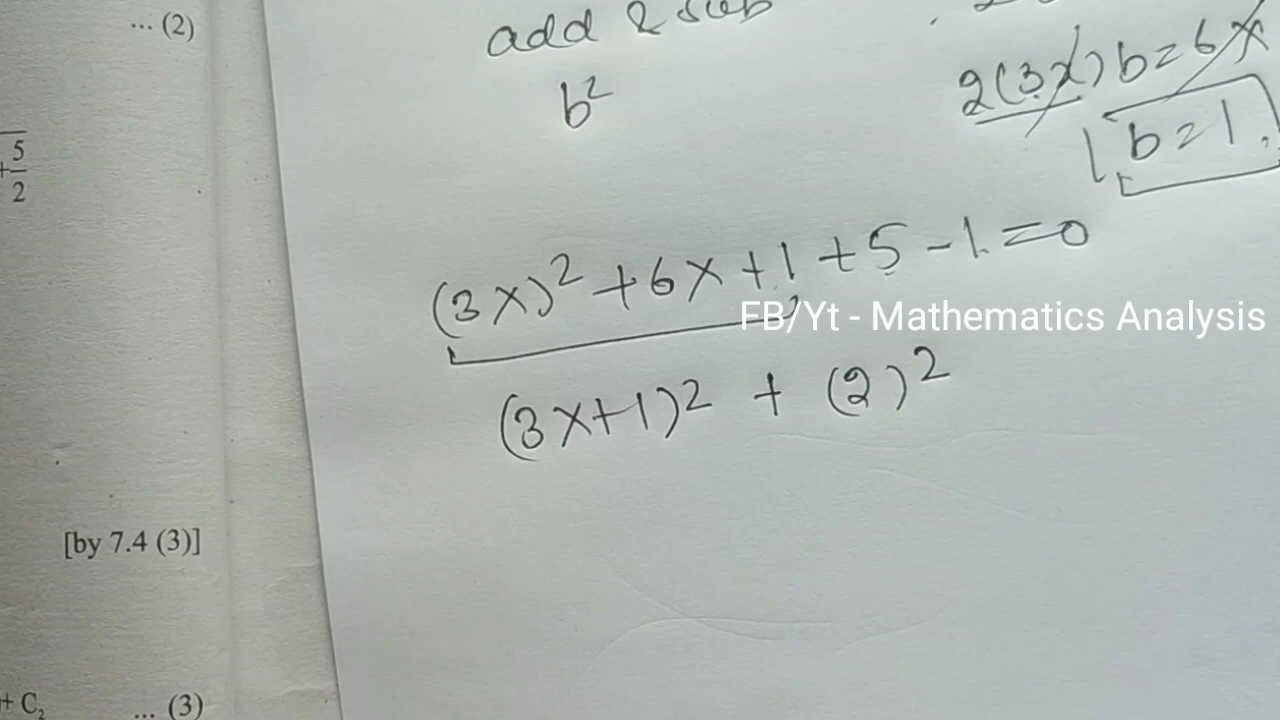 ... (2)
add & sub
b²
2(3x)b=6x
b=1
+5/2
(3x)²+6x+1+5-1=0
FB/Yt - Mathematics Analysis
(3x+1)² + (2)²
[by 7.4 (3)]
+ C₂ ... (3)